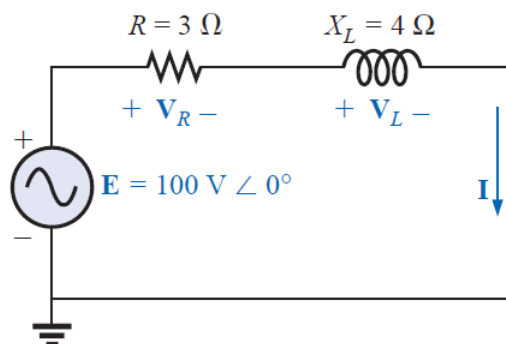 R = 3 Ω X_L = 4 Ω
+ V_R − + V_L −
+
E = 100 V ∠ 0° I
−